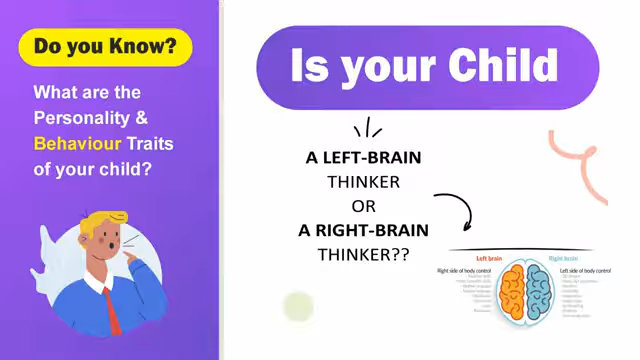 Do you Know?
What are the
Personality &
Behaviour Traits
of your child?
Is your Child
A LEFT-BRAIN
THINKER
OR
A RIGHT-BRAIN
THINKER??
Left brain
Right brain
Right side of body control
Left side of body control